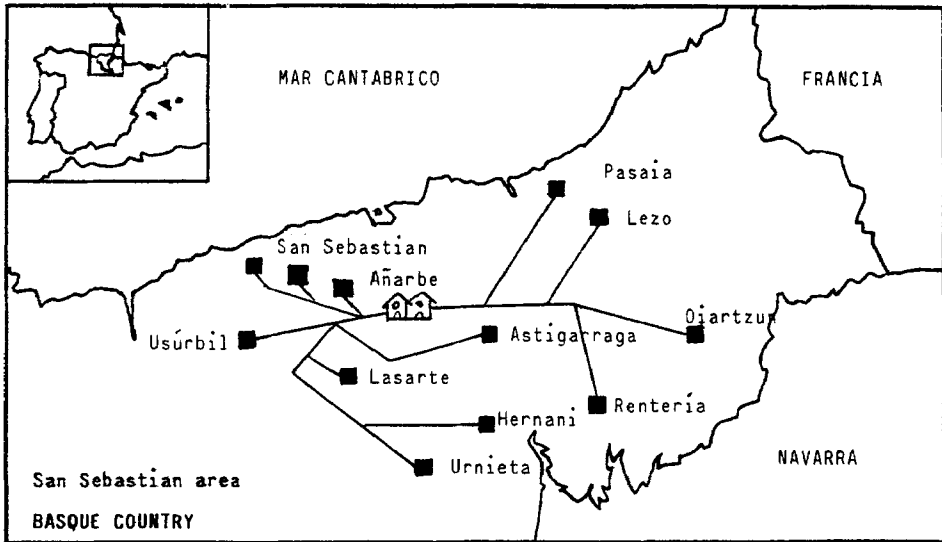 MAR CANTABRICO
FRANCIA
Pasaia
Lezo
San Sebastian
Añarbe
Oiartzun
Usúrbil
Astigarraga
Lasarte
Rentería
Hernani
Urnieta
NAVARRA
San Sebastian area
BASQUE COUNTRY